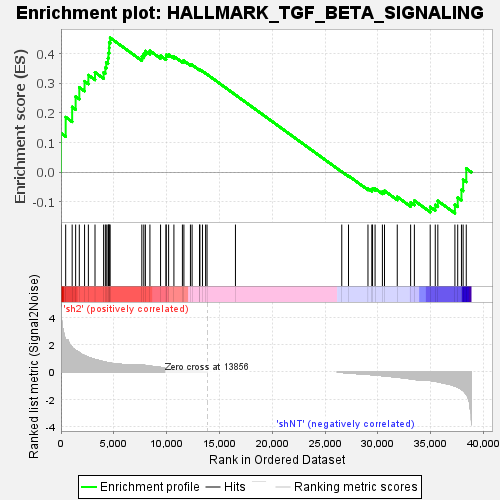 Enrichment plot: HALLMARK_TGF_BETA_SIGNALING
Enrichment score (ES)
0.4
0.3
0.2
0.1
0.0
-0.1
Ranked list metric (Signal2Noise)
4
2
0
-2
-4
'sh2' (positively correlated)
Zero cross at 13856
'shNT' (negatively correlated)
0
5,000
10,000
15,000
20,000
25,000
30,000
35,000
40,000
Rank in Ordered Dataset
Enrichment profile
Hits
Ranking metric scores